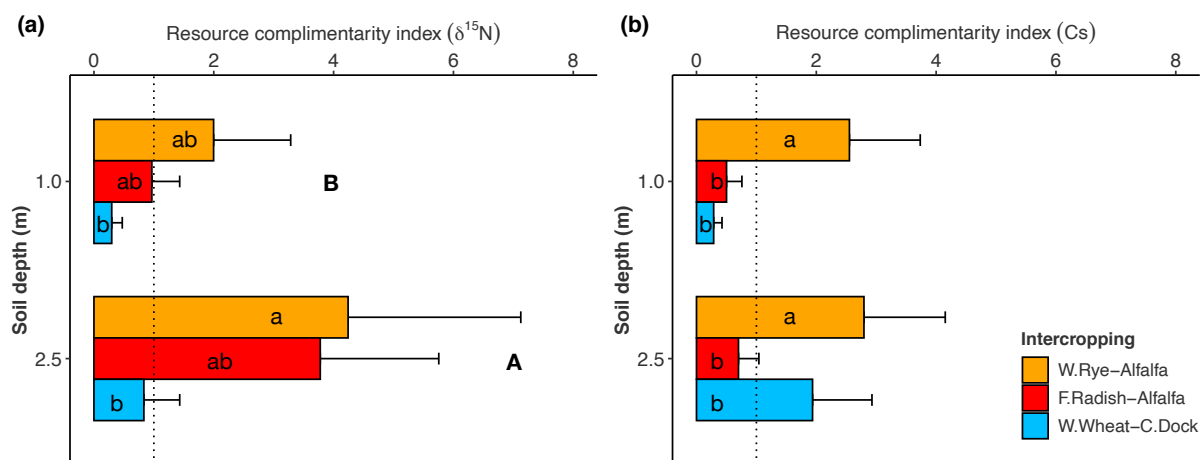 (a)
Resource complimentarity index (δ¹⁵N)
0 2 4 6 8
Soil depth (m)
1.0
ab
ab
b
B
2.5
a
ab
b
A
(b)
Resource complimentarity index (Cs)
0 2 4 6 8
Soil depth (m)
1.0
a
b
b
2.5
a
b
b
Intercropping
W.Rye−Alfalfa
F.Radish−Alfalfa
W.Wheat−C.Dock